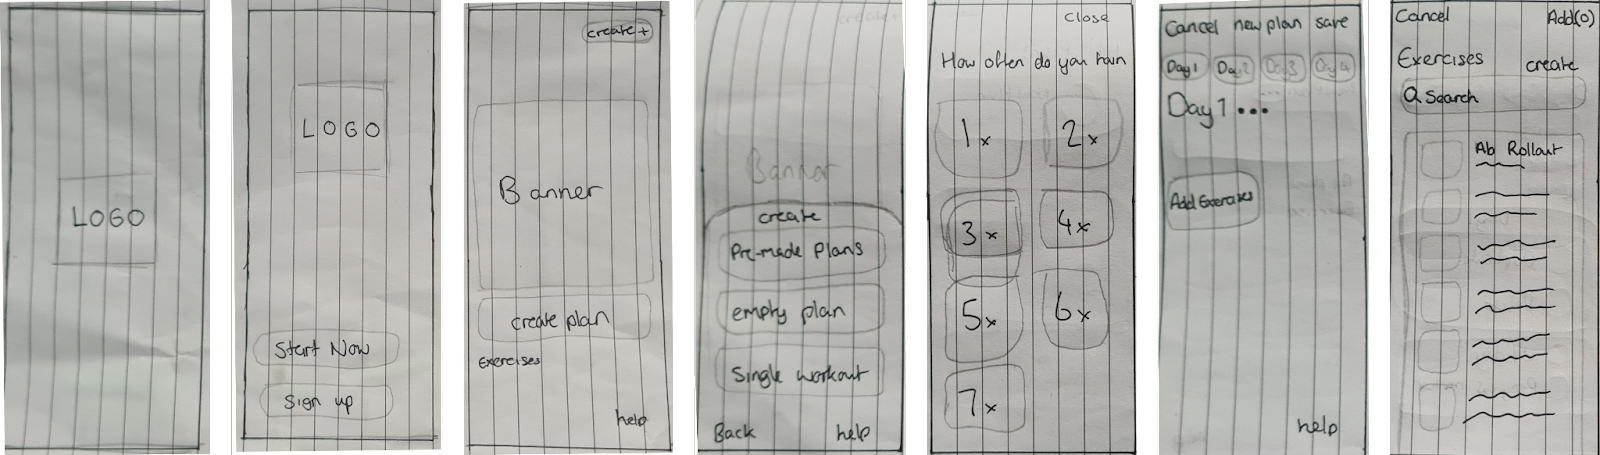 LOGO
LOGO
Start Now
Sign up
create +
Banner
create plan
Exercises
help
Banner
create
Pre-made Plans
empty plan
Single workout
Back help
Close
How often do you train
1x 2x
3x 4x
5x 6x
7x
Cancel new plan save
Day 1 Day 2 Day 3 Day 4
Day 1...
Add Exercises
help
Cancel Add(0)
Exercises create
Search
Ab Rollout